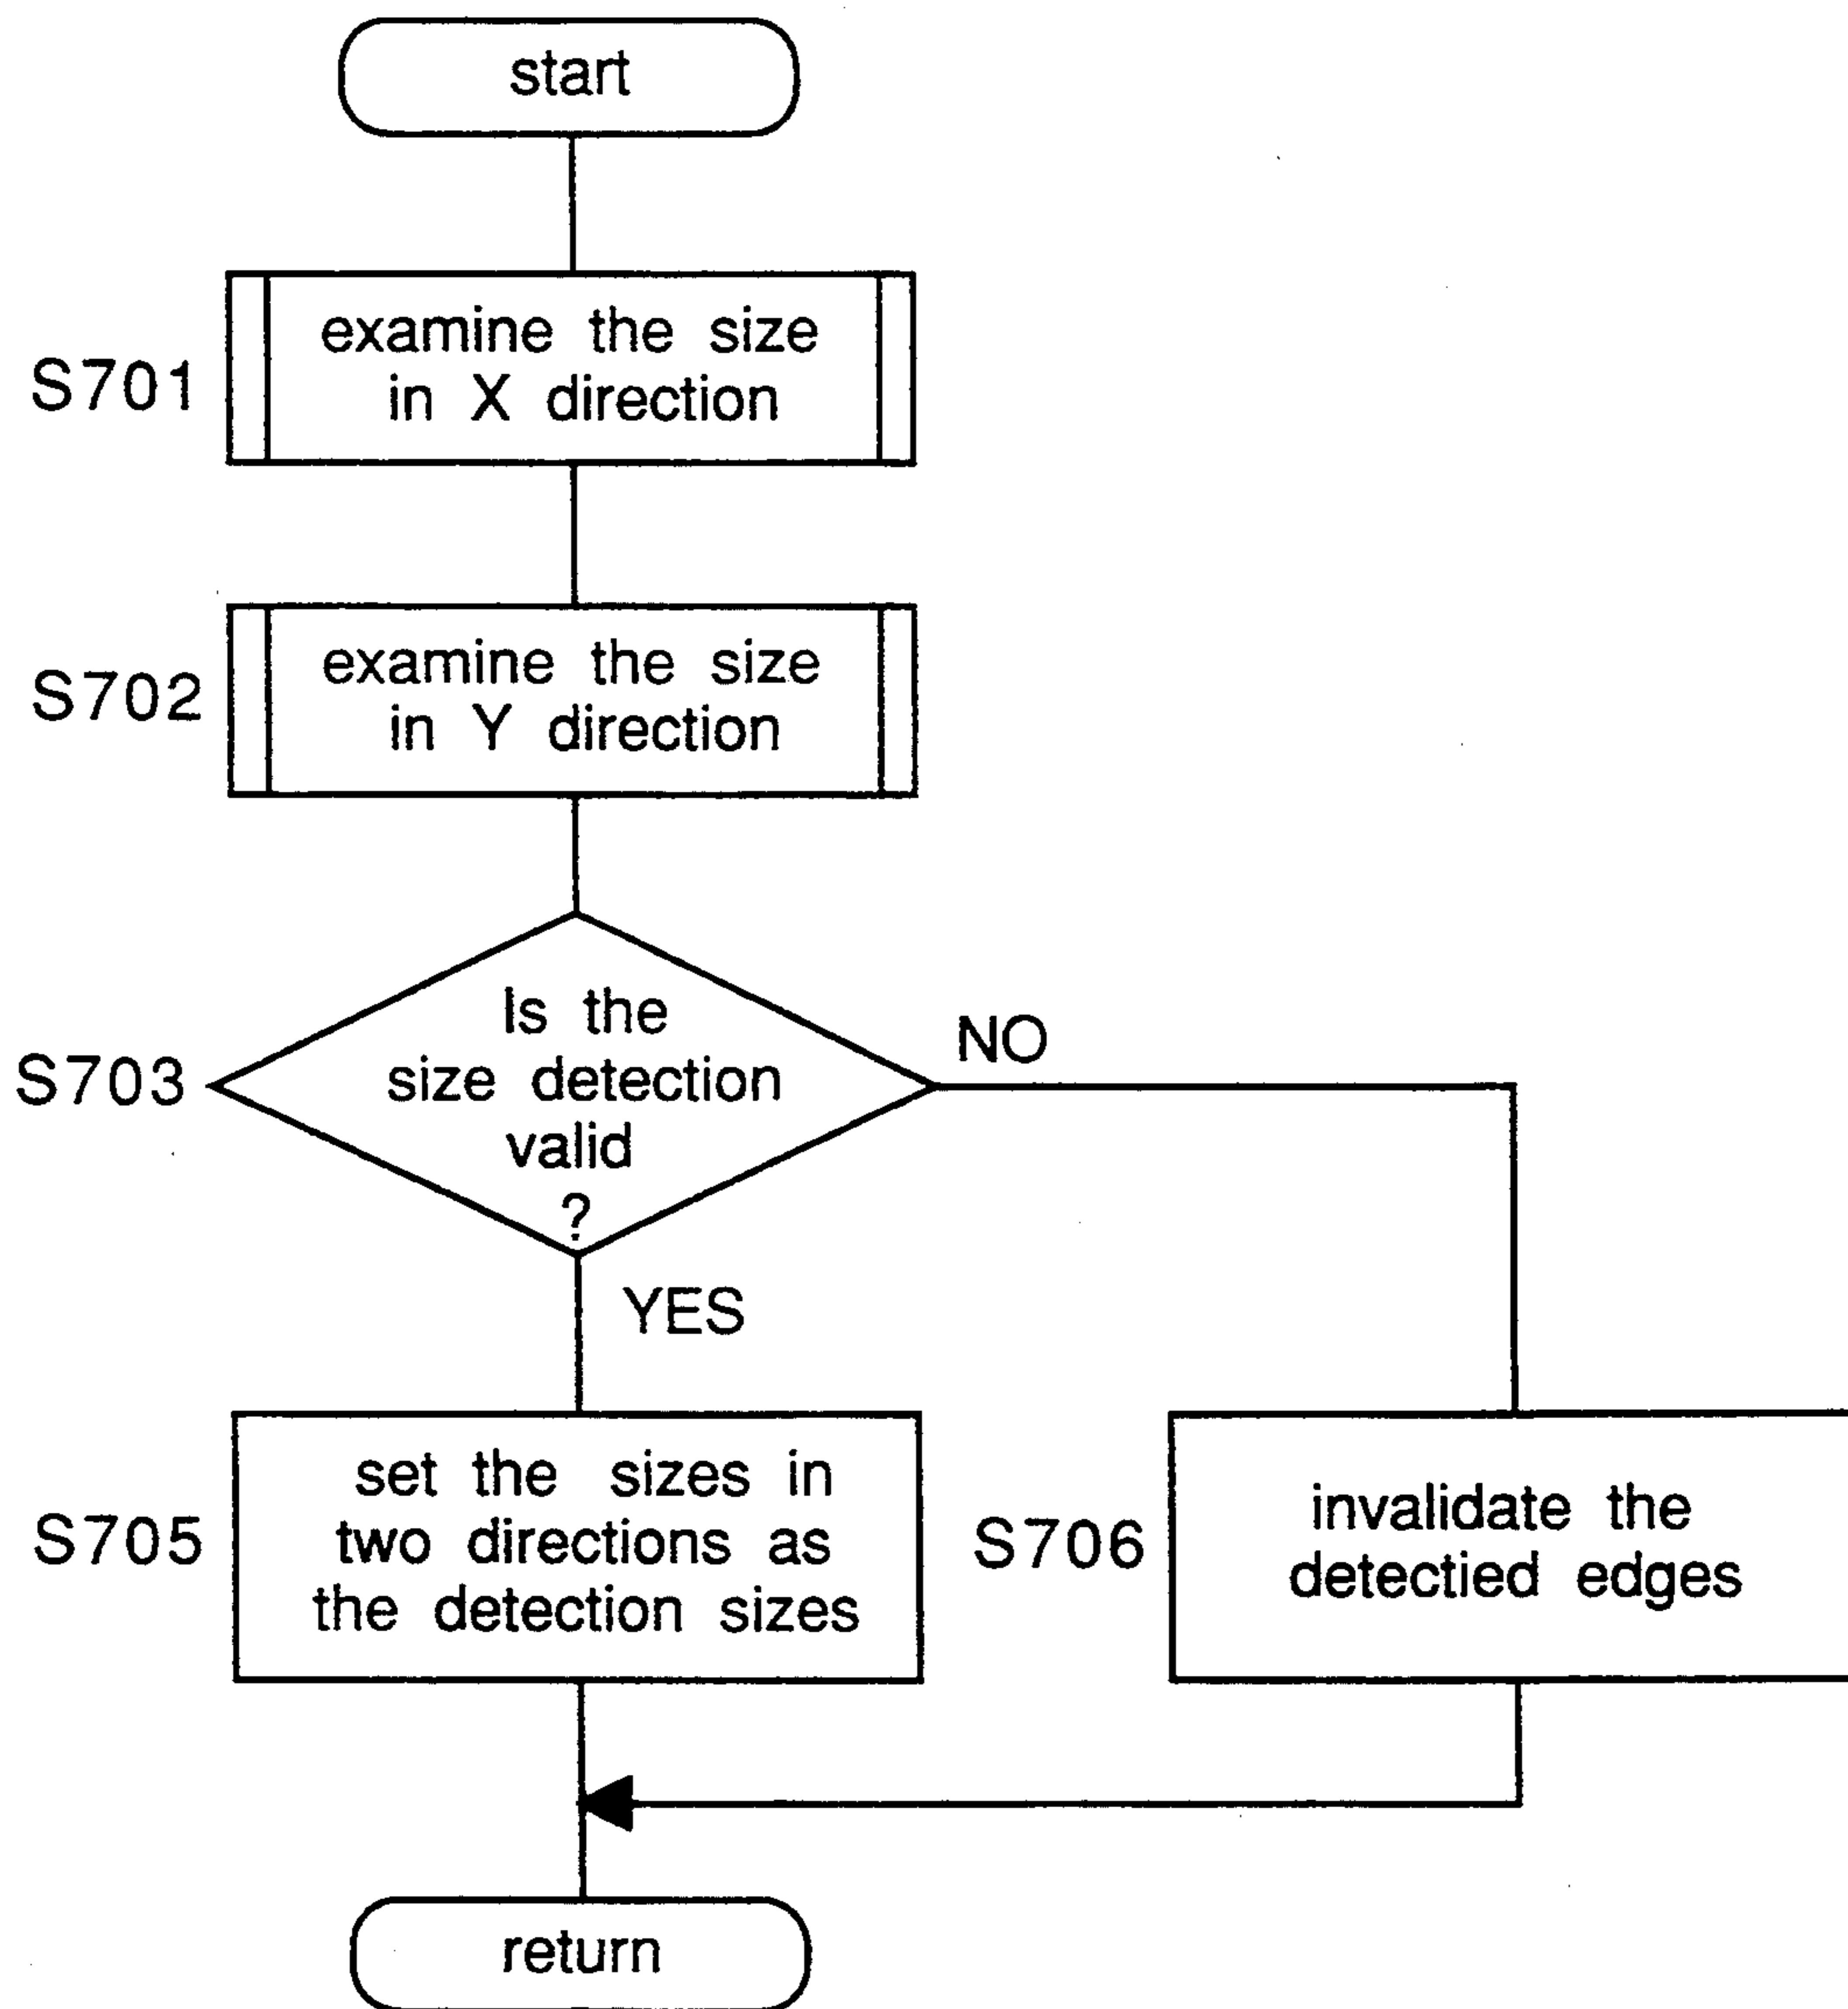 start
S701
examine the size
in X direction
S702
examine the size
in Y direction
S703
Is the
size detection
valid
?
NO
YES
S705
set the sizes in
two directions as
the detection sizes
S706
invalidate the
detectied edges
return